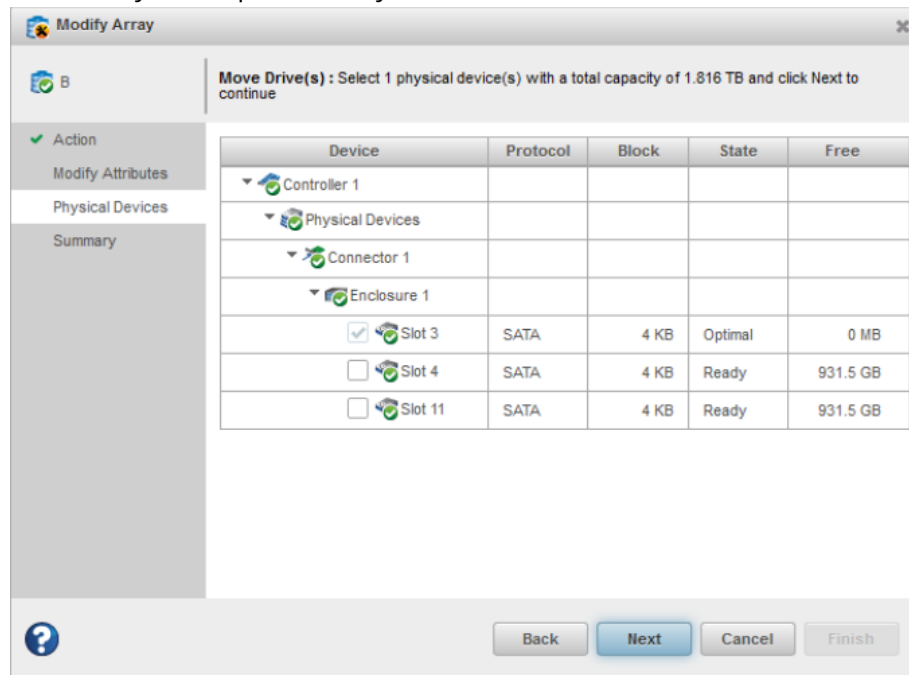 Modify Array
B
Move Drive(s) : Select 1 physical device(s) with a total capacity of 1.816 TB and click Next to
continue
Action
Modify Attributes
Physical Devices
Summary
Device Protocol Block State Free
Controller 1
Physical Devices
Connector 1
Enclosure 1
Slot 3 SATA 4 KB Optimal 0 MB
Slot 4 SATA 4 KB Ready 931.5 GB
Slot 11 SATA 4 KB Ready 931.5 GB
? Back Next Cancel Finish